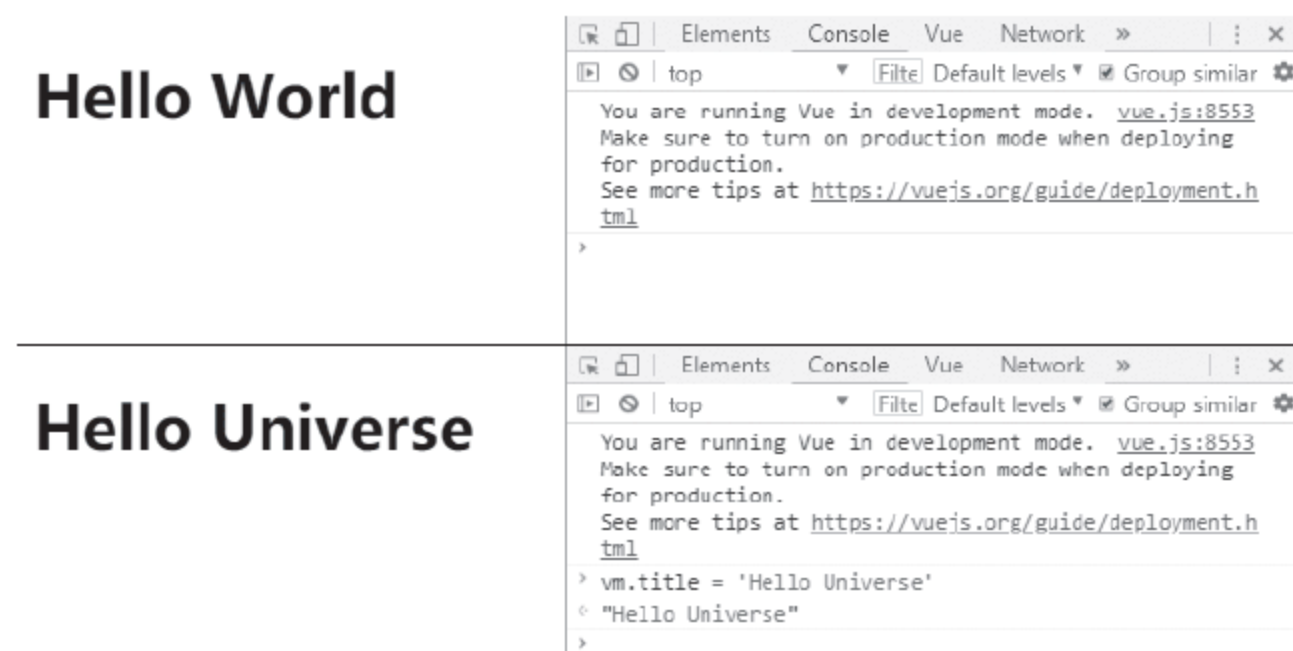 Hello World
Elements Console Vue Network »
top ▼ Filte Default levels ▼ Group similar
You are running Vue in development mode. vue.js:8553
Make sure to turn on production mode when deploying
for production.
See more tips at https://vuejs.org/guide/deployment.h
tml
>
Hello Universe
Elements Console Vue Network »
top ▼ Filte Default levels ▼ Group similar
You are running Vue in development mode. vue.js:8553
Make sure to turn on production mode when deploying
for production.
See more tips at https://vuejs.org/guide/deployment.h
tml
> vm.title = 'Hello Universe'
"Hello Universe"
>